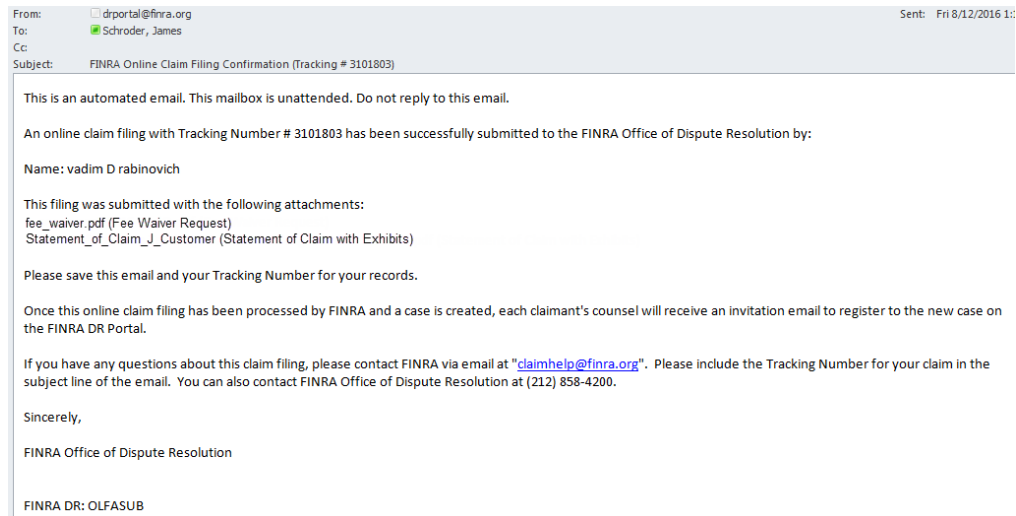 From: drportal@finra.org Sent: Fri 8/12/2016 1:
To: Schroder, James
Cc:
Subject: FINRA Online Claim Filing Confirmation (Tracking # 3101803)
This is an automated email. This mailbox is unattended. Do not reply to this email.
An online claim filing with Tracking Number # 3101803 has been successfully submitted to the FINRA Office of Dispute Resolution by:
Name: vadim D rabinovich
This filing was submitted with the following attachments:
fee_waiver.pdf (Fee Waiver Request)
Statement_of_Claim_J_Customer (Statement of Claim with Exhibits)
Please save this email and your Tracking Number for your records.
Once this online claim filing has been processed by FINRA and a case is created, each claimant's counsel will receive an invitation email to register to the new case on
the FINRA DR Portal.
If you have any questions about this claim filing, please contact FINRA via email at "claimhelp@finra.org".  Please include the Tracking Number for your claim in the
subject line of the email.  You can also contact FINRA Office of Dispute Resolution at (212) 858-4200.
Sincerely,
FINRA Office of Dispute Resolution
FINRA DR: OLFASUB